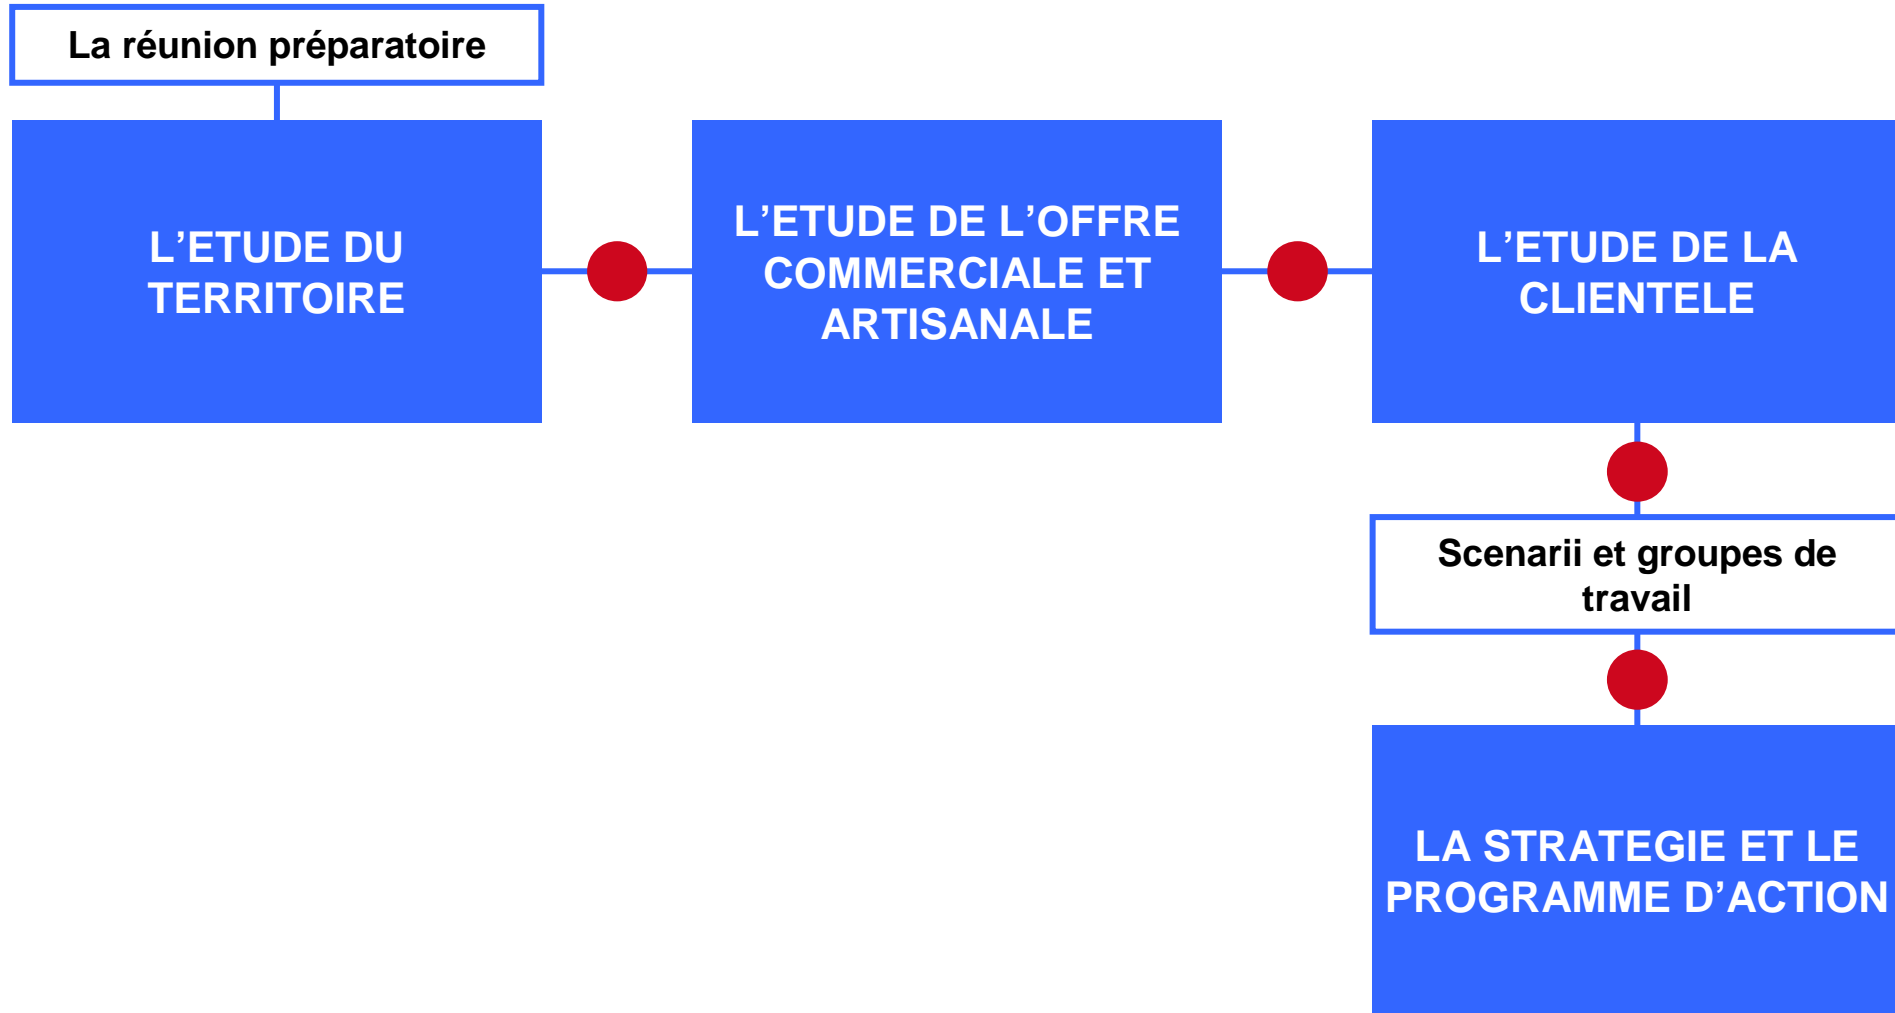 La réunion préparatoire
L’ETUDE DU
TERRITOIRE
L’ETUDE DE L’OFFRE
COMMERCIALE ET
ARTISANALE
L’ETUDE DE LA
CLIENTELE
Scenarii et groupes de
travail
LA STRATEGIE ET LE
PROGRAMME D’ACTION